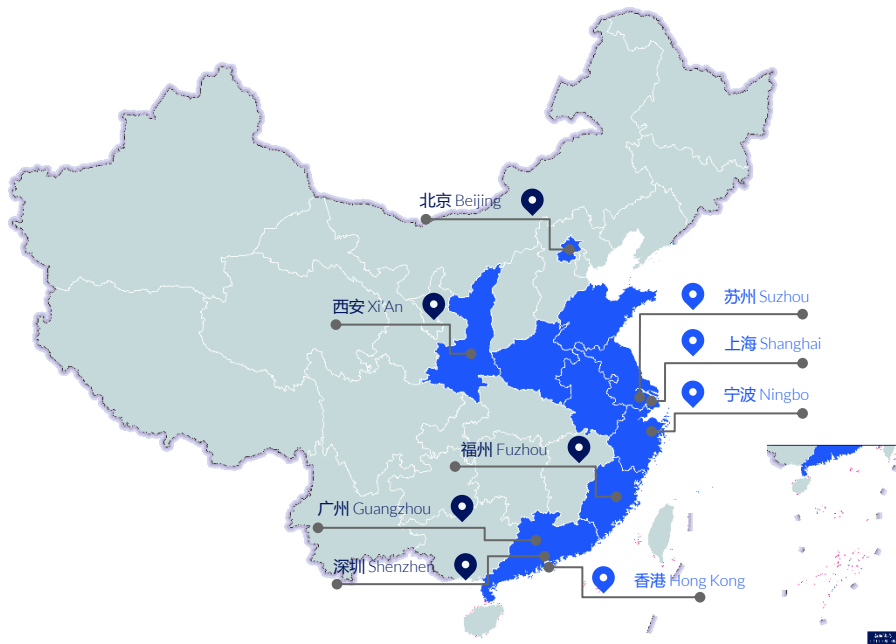 北京 Beijing
西安 Xi'An
苏州 Suzhou
上海 Shanghai
宁波 Ningbo
福州 Fuzhou
广州 Guangzhou
深圳 Shenzhen
香港 Hong Kong